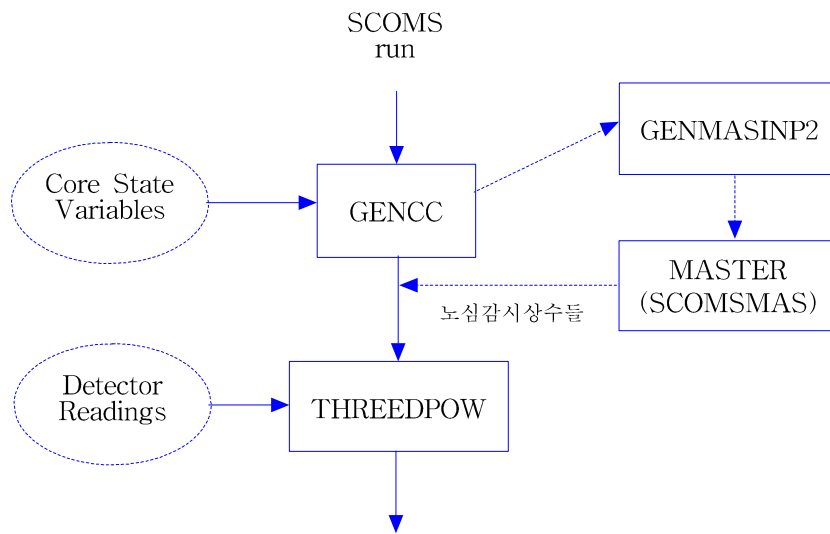 SCOMS
run
GENMASINP2
Core State
Variables
GENCC
MASTER
(SCOMSMAS)
노심감시상수들
Detector
Readings
THREEDPOW